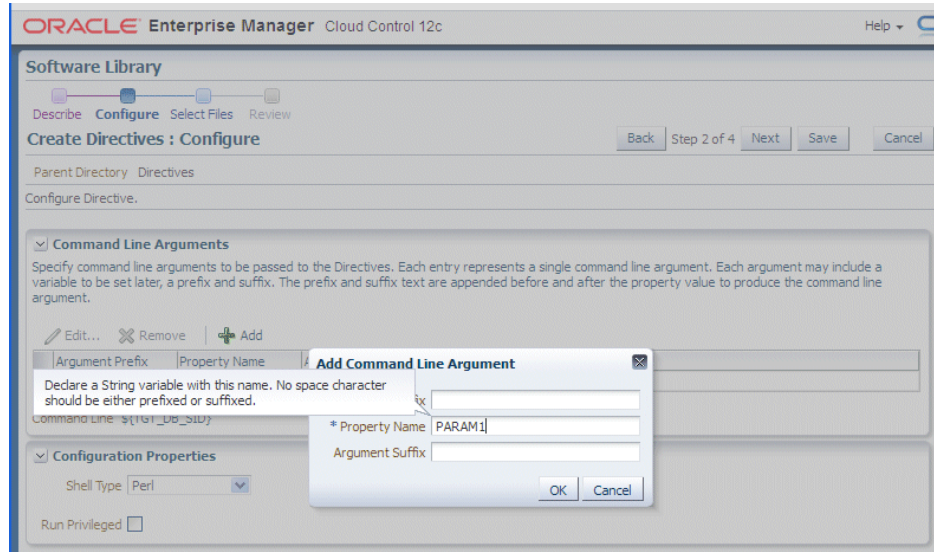 ORACLE Enterprise Manager Cloud Control 12c Help
Software Library
Describe Configure Select Files Review
Create Directives : Configure Back Step 2 of 4 Next Save Cancel
Parent Directory Directives
Configure Directive.
Command Line Arguments
Specify command line arguments to be passed to the Directives. Each entry represents a single command line argument. Each argument may include a
variable to be set later, a prefix and suffix. The prefix and suffix text are appended before and after the property value to produce the command line
argument.
Edit... Remove Add
Argument Prefix Property Name
Add Command Line Argument
Declare a String variable with this name. No space character
should be either prefixed or suffixed.
Command Line ${TGT_DB_SID}
* Property Name PARAM1
Argument Suffix
OK Cancel
Configuration Properties
Shell Type Perl
Run Privileged